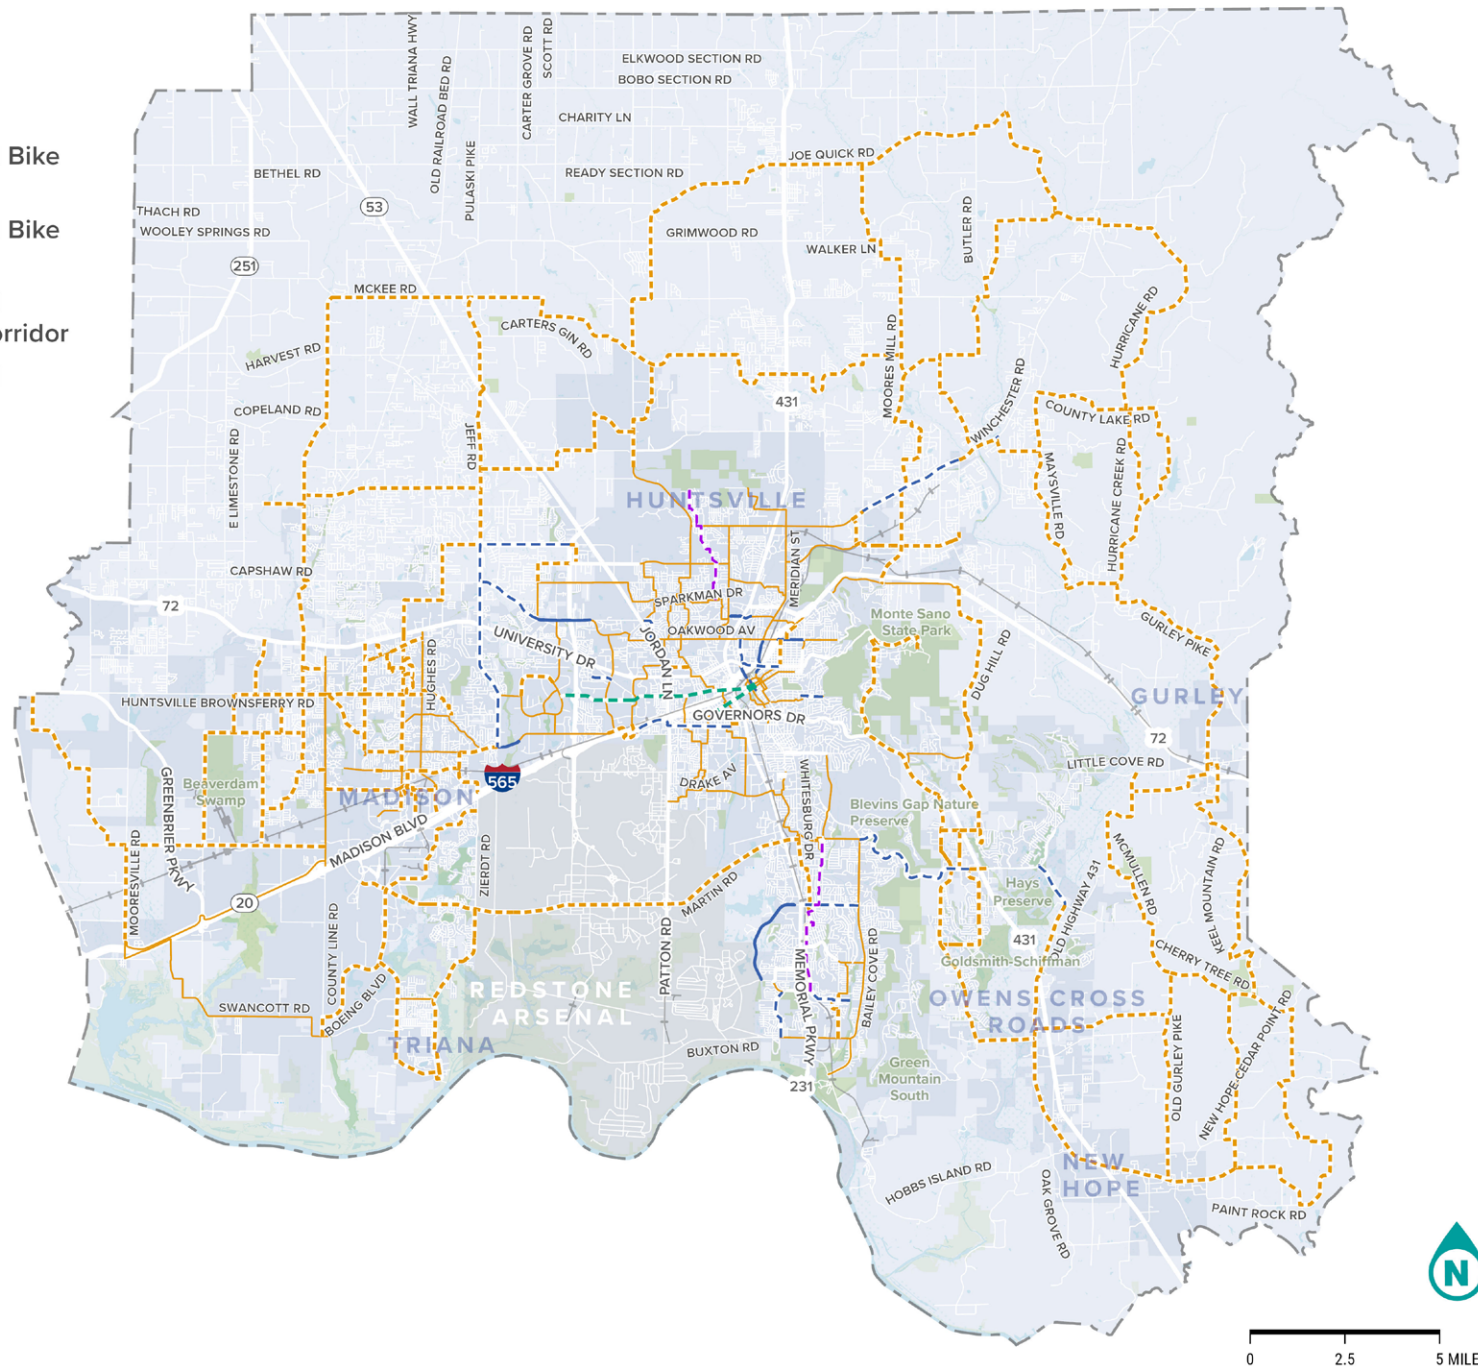 WALL TRIANA HWY
OLD RAILROAD BED RD
PULASKI PIKE
CARTER GROVE RD
SCOTT RD
ELKWOOD SECTION RD
BOBO SECTION RD
CHARITY LN
Bike
BETHEL RD
READY SECTION RD
JOE QUICK RD
THACH RD
53
WOOLEY SPRINGS RD
Bike
GRIMWOOD RD
WALKER LN
BUTLER RD
251
MCKEE RD
orridor
CARTERS GIN RD
HURRICANE RD
HARVEST RD
MOORES MILL RD
COPELAND RD
431
WINCHESTER RD
COUNTY LAKE RD
E LIMESTONE RD
JEFF RD
HUNTSVILLE
MAYSVILLE RD
HURRICANE CREEK RD
CAPSHAW RD
MERIDIAN ST
72
SPARKMAN DR
Monte Sano
State Park
OAKWOOD AV
GURLEY PIKE
UNIVERSITY DR
JORDAN LN
HUGHES RD
DUG HILL RD
HUNTSVILLE BROWNSFERRY RD
GURLEY
GOVERNORS DR
72
LITTLE COVE RD
565
DRAKE AV
Beaverdam
Swamp
GREENBRIER PKWY
MADISON
WHITESBURG DR
Blevins Gap Nature
Preserve
MADISON BLVD
MOORESVILLE RD
ZIERDT RD
MCMULLEN RD
KEEL MOUNTAIN RD
MARTIN RD
Hays
Preserve
20
OLD HIGHWAY 431
431
COUNTY LINE RD
PATTON RD
MEMORIAL PKWY
BAILEY COVE RD
Goldsmith-Schiffman
CHERRY TREE RD
REDSTONE
ARSENAL
SWANCOTT RD
BOEING BLVD
OWENS CROSS
ROADS
TRIANA
BUXTON RD
OLD GURLEY PIKE
NEW HOPE-CEDAR POINT RD
Green
Mountain
South
231
NEW
HOPE
HOBBS ISLAND RD
OAK GROVE RD
PAINT ROCK RD
N
0 2.5 5 MILE